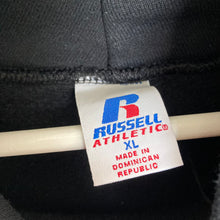 R
RUSSELL
ATHLETIC®
XL
MADE IN
DOMINICAN
REPUBLIC